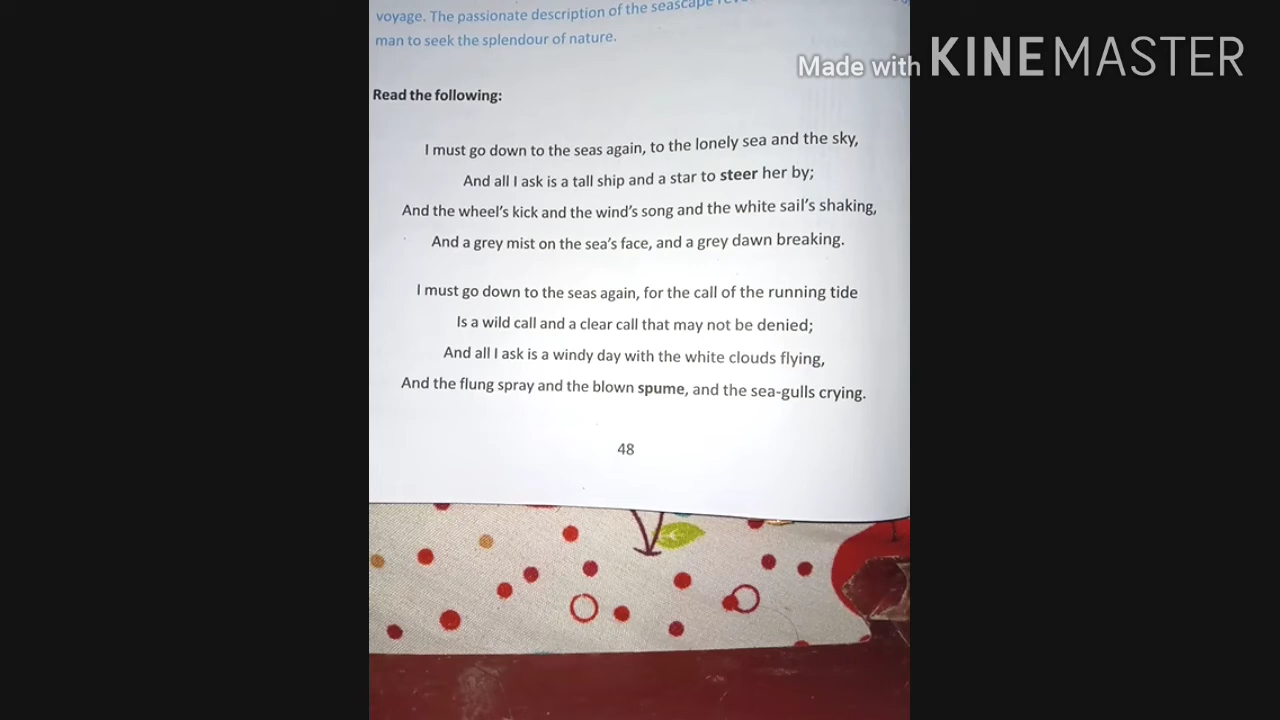 voyage. The passionate description of the seascape
man to seek the splendour of nature.
Made with KINEMASTER
Read the following:
I must go down to the seas again, to the lonely sea and the sky,
And all I ask is a tall ship and a star to steer her by;
And the wheel's kick and the wind's song and the white sail's shaking,
And a grey mist on the sea's face, and a grey dawn breaking.
I must go down to the seas again, for the call of the running tide
Is a wild call and a clear call that may not be denied;
And all I ask is a windy day with the white clouds flying,
And the flung spray and the blown spume, and the sea-gulls crying.
48